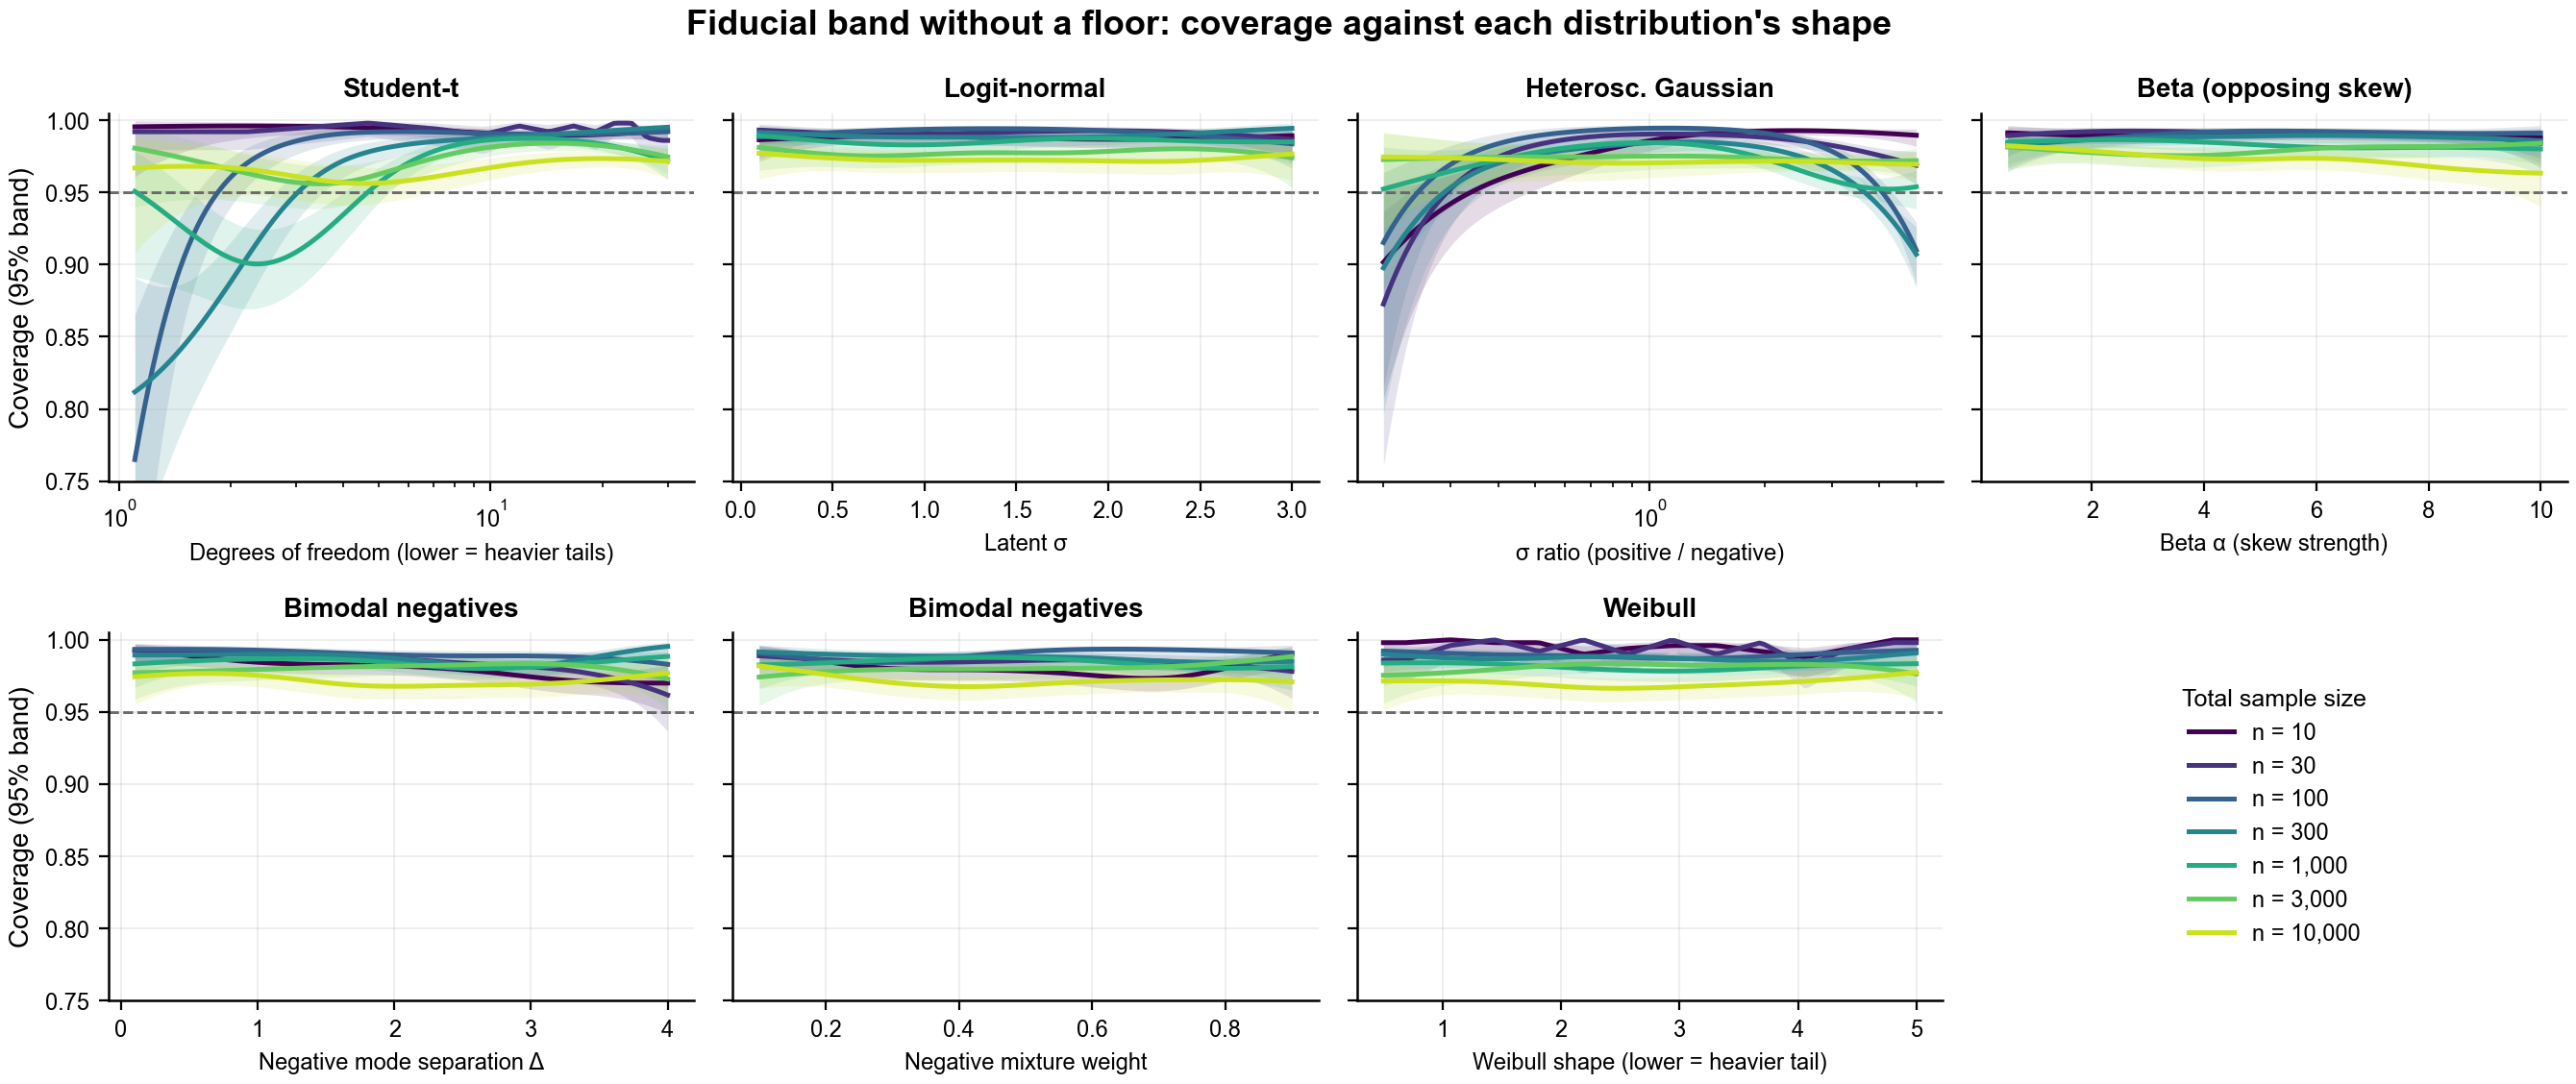 Fiducial band without a floor: coverage against each distribution's shape
Student-t
Logit-normal
Heterosc. Gaussian
Beta (opposing skew)
Coverage (95% band)
1.00
0.95
0.90
0.85
0.80
0.75
10⁰
10¹
Degrees of freedom (lower = heavier tails)
0.0
0.5
1.0
1.5
2.0
2.5
3.0
Latent σ
10⁰
σ ratio (positive / negative)
2
4
6
8
10
Beta α (skew strength)
Bimodal negatives
Bimodal negatives
Weibull
Coverage (95% band)
1.00
0.95
0.90
0.85
0.80
0.75
0
1
2
3
4
Negative mode separation Δ
0.2
0.4
0.6
0.8
Negative mixture weight
1
2
3
4
5
Weibull shape (lower = heavier tail)
Total sample size
n = 10
n = 30
n = 100
n = 300
n = 1,000
n = 3,000
n = 10,000